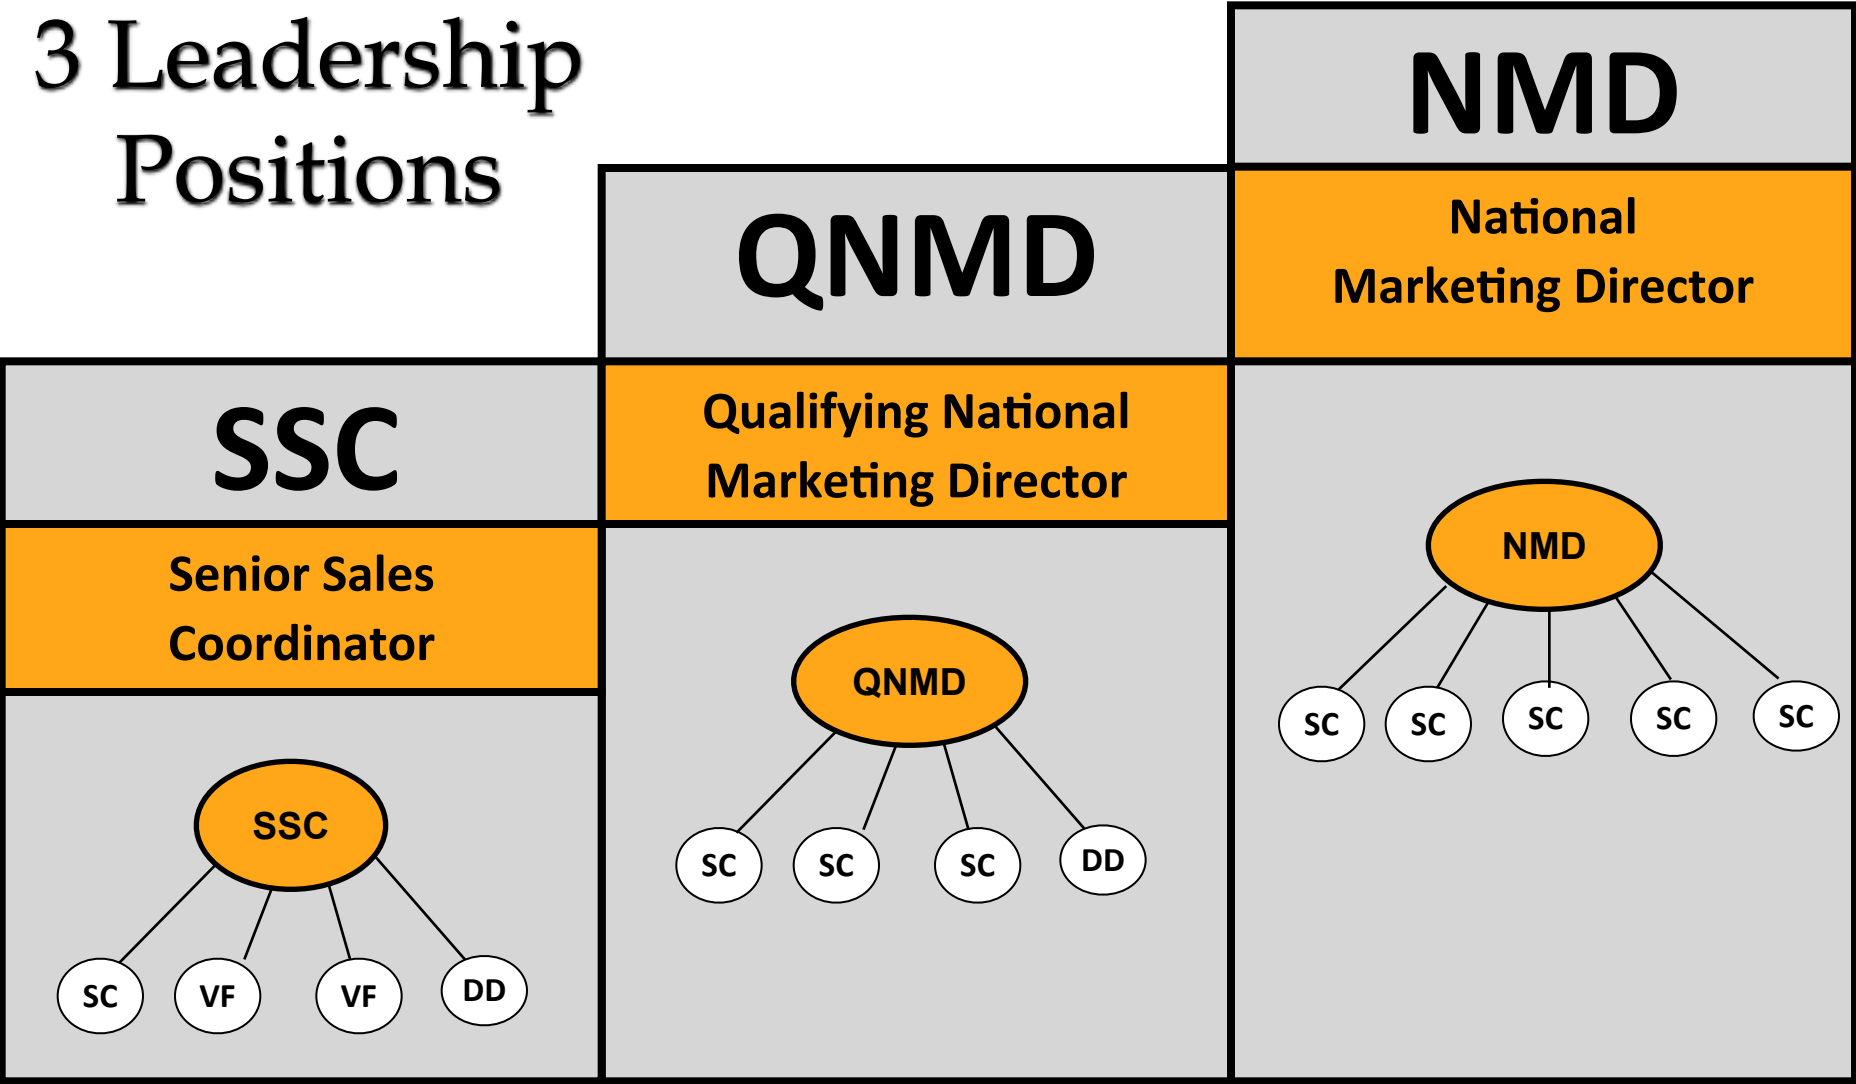 3 Leadership
Positions
NMD
National
Marketing Director
QNMD
Qualifying National
Marketing Director
SSC
Senior Sales
Coordinator
SSC
SC VF VF DD
QNMD
SC SC SC DD
NMD
SC SC SC SC SC